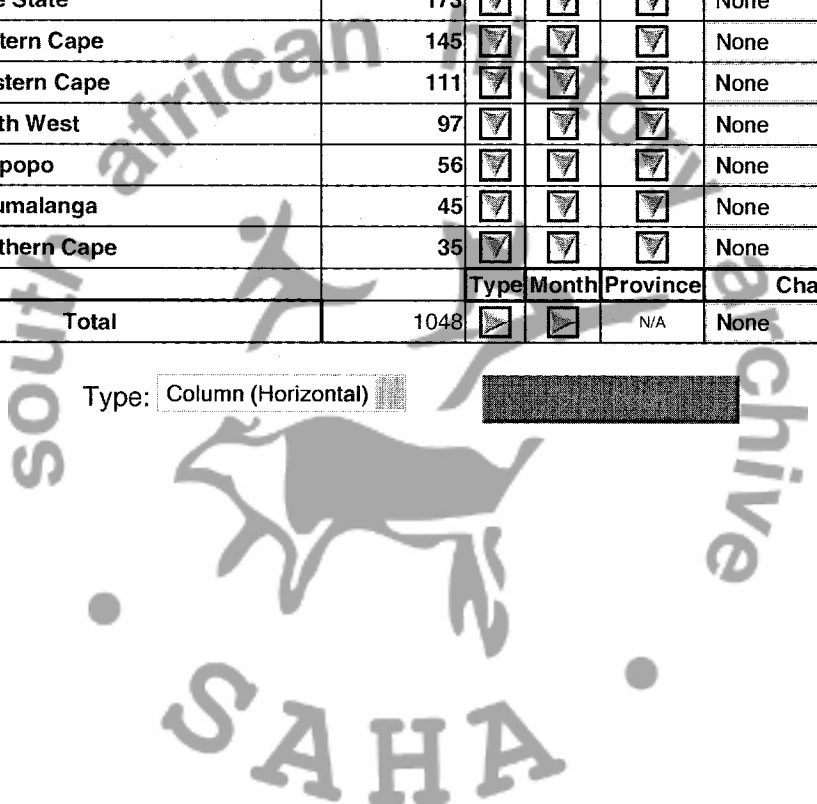 e State 173 None
tern Cape 145 None
stern Cape 111 None
th West 97 None
popo 56 None
umalanga 45 None
thern Cape 35 None
Type Month Province Cha
Total 1048 N/A None
Type: Column (Horizontal)
south african history archive
SAHA